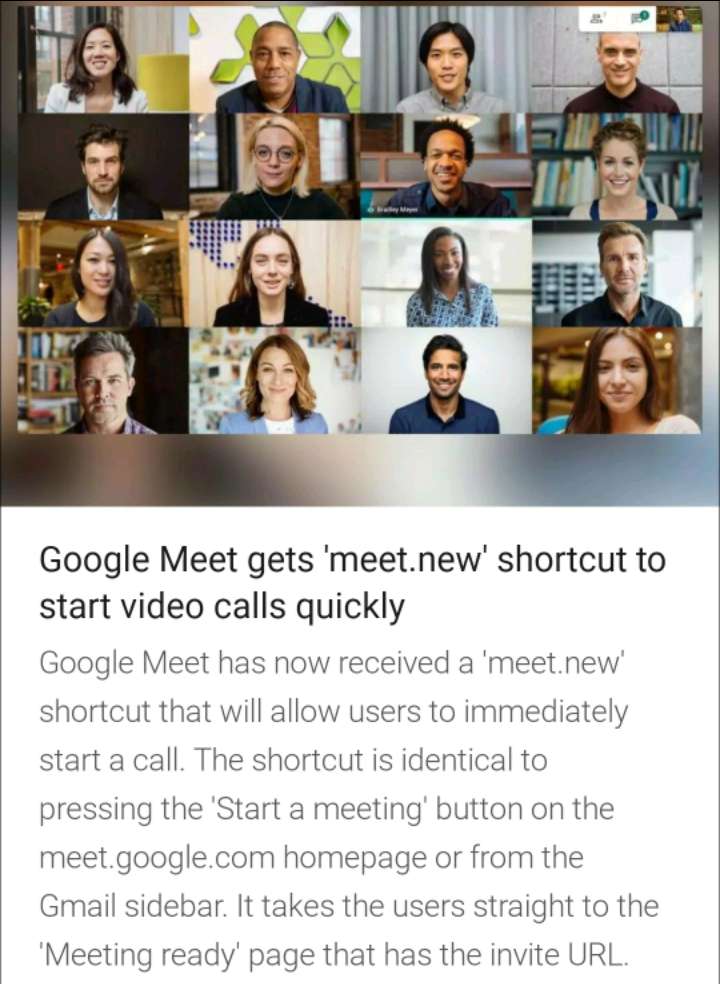 Bradley Meyer
Google Meet gets 'meet.new' shortcut to
start video calls quickly
Google Meet has now received a 'meet.new'
shortcut that will allow users to immediately
start a call. The shortcut is identical to
pressing the 'Start a meeting' button on the
meet.google.com homepage or from the
Gmail sidebar. It takes the users straight to the
'Meeting ready' page that has the invite URL.